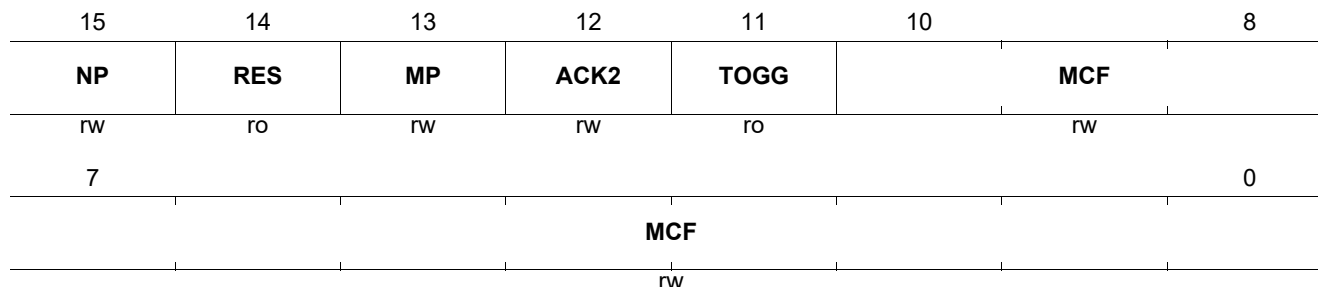 15 14 13 12 11 10 8
NP RES MP ACK2 TOGG MCF
rw ro rw rw ro rw
7 0
MCF
rw